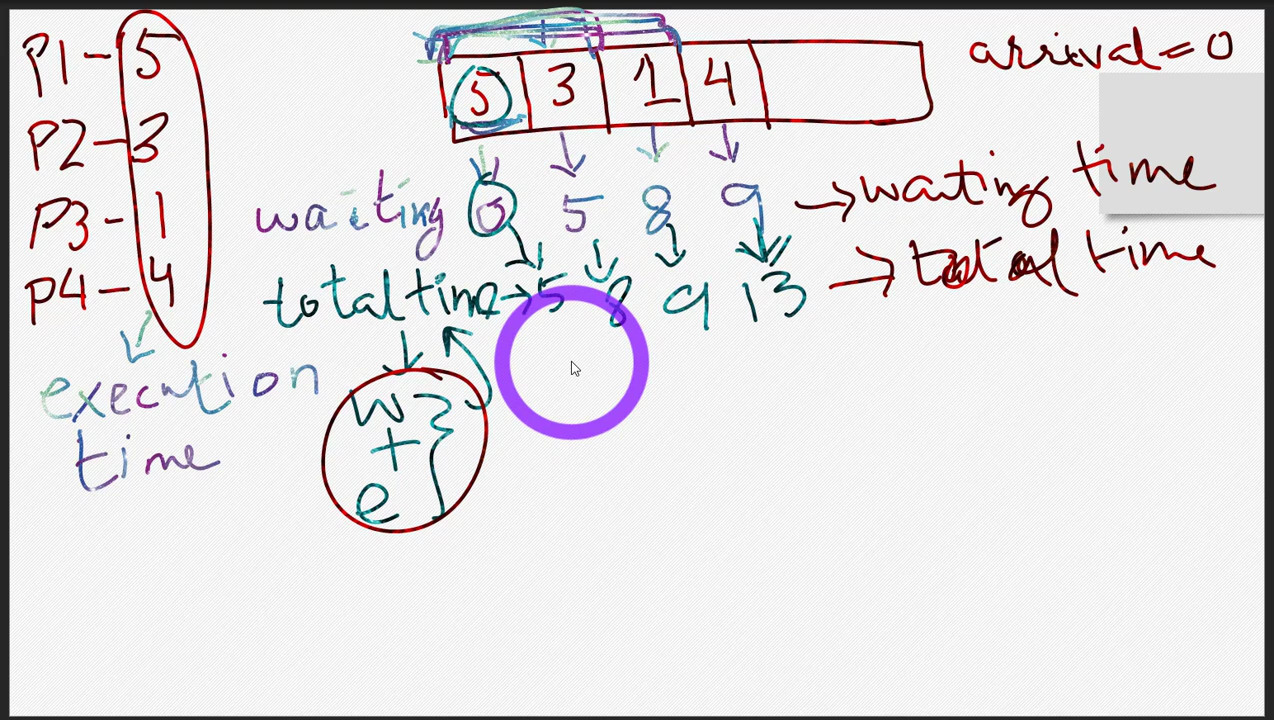 P1 - 5
P2 - 3
P3 - 1
P4 - 4
execution
time
5 3 1 4
arrival = 0
waiting 0 5 8 9 → waiting time
total time → 5 8 9 13 → total time
w
+
e